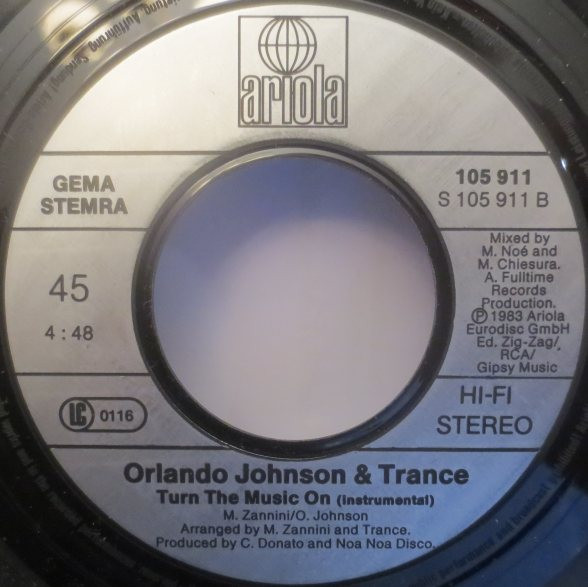 ariola
GEMA
STEMRA
105 911
S 105 911 B
45
4:48
Mixed by
M. Noé and
M. Chiesura.
A. Fulltime
Records
Production.
Ⓟ 1983 Ariola
Eurodisc GmbH
Ed. Zig-Zag/
RCA/
Gipsy Music
LC 0116
HI-FI
STEREO
Orlando Johnson & Trance
Turn The Music On (Instrumental)
M. Zannini/O. Johnson
Arranged by M. Zannini and Trance.
Produced by C. Donato and Noa Noa Disco.